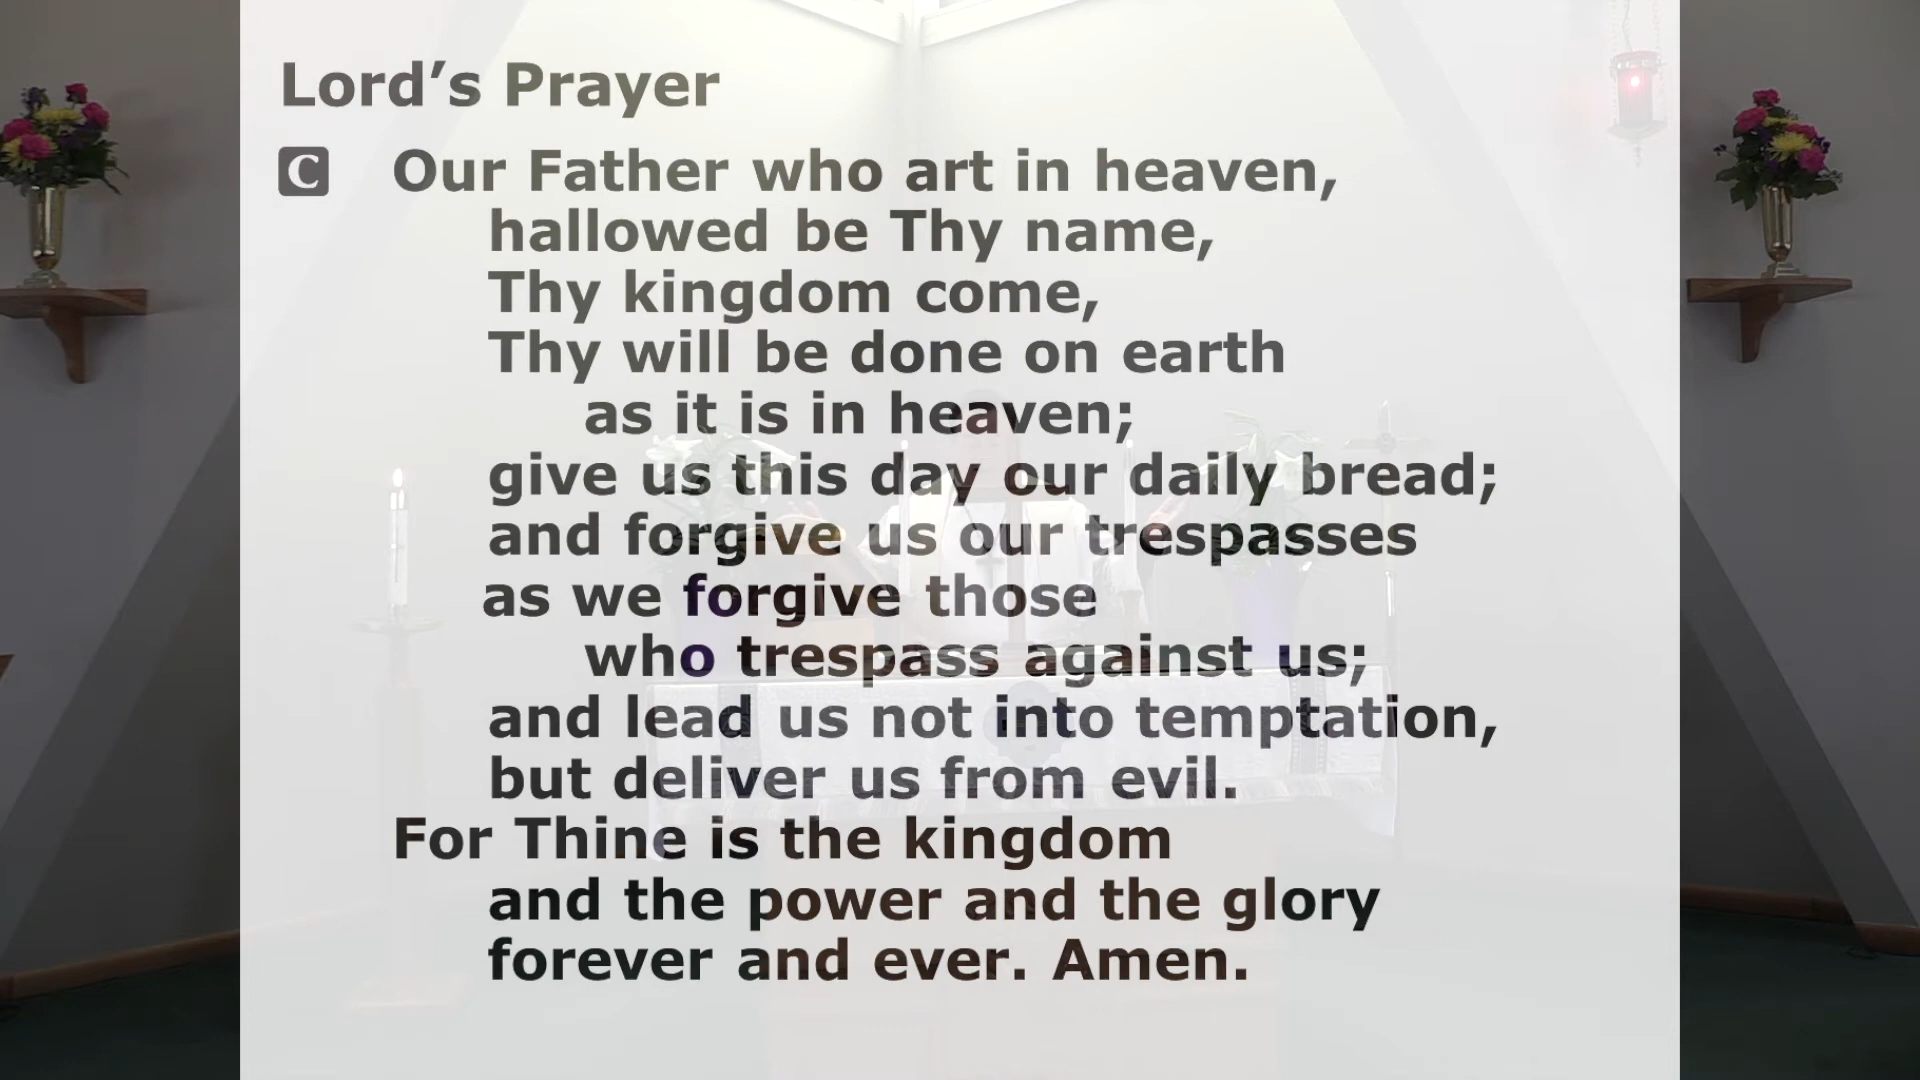 Lord’s Prayer
C Our Father who art in heaven,
hallowed be Thy name,
Thy kingdom come,
Thy will be done on earth
as it is in heaven;
give us this day our daily bread;
and forgive us our trespasses
as we forgive those
who trespass against us;
and lead us not into temptation,
but deliver us from evil.
For Thine is the kingdom
and the power and the glory
forever and ever. Amen.